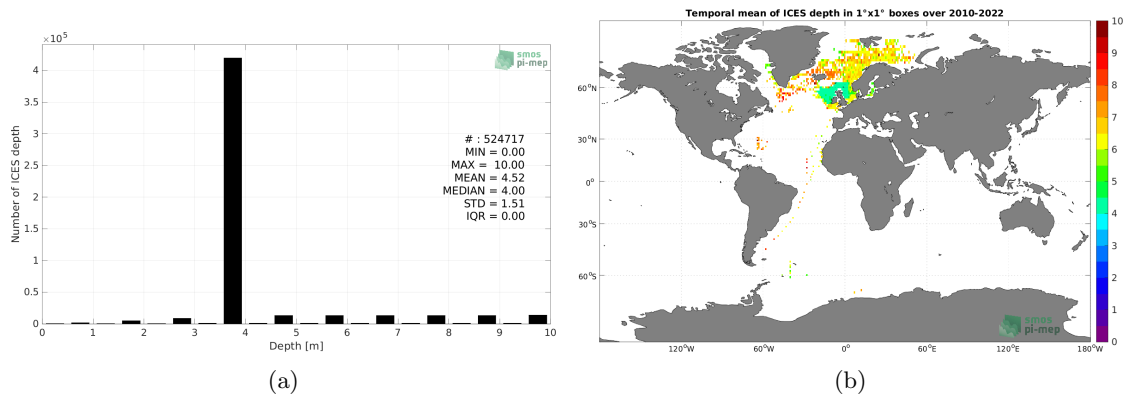 ×10⁵
smos
pi-mep
4
3.5
3
2.5
2
1.5
1
0.5
0
Number of ICES depth
# : 524717
MIN = 0.00
MAX = 10.00
MEAN = 4.52
MEDIAN = 4.00
STD = 1.51
IQR = 0.00
0 1 2 3 4 5 6 7 8 9 10
Depth [m]
(a)
Temporal mean of ICES depth in 1°x1° boxes over 2010-2022
60°N
30°N
0°
30°S
60°S
120°W 60°W 0° 60°E 120°E 180°W
smos
pi-mep
10
9
8
7
6
5
4
3
2
1
0
(b)